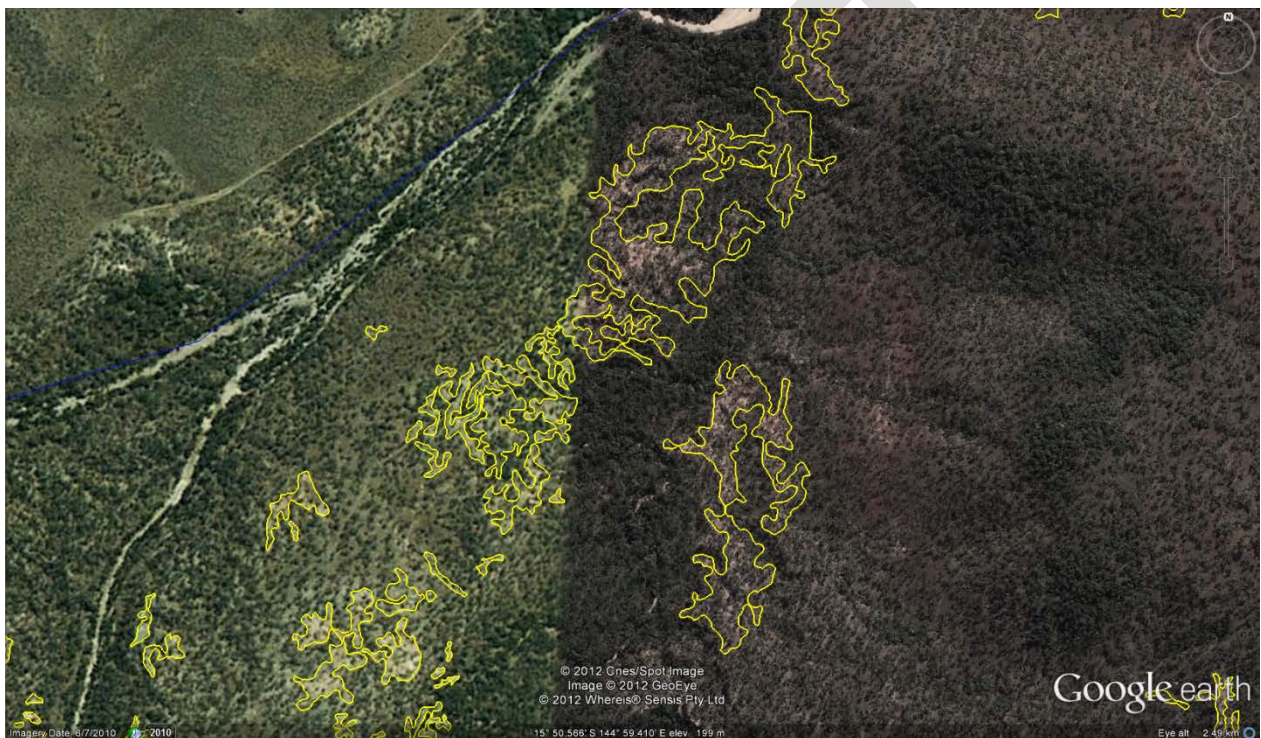 N
© 2012 Cnes/Spot Image
Image © 2012 GeoEye
© 2012 Whereis® Sensis Pty Ltd
Google earth
Imagery Date: 6/7/2010 2010 15° 50.566' S 144° 59.410' E elev 199 m Eye alt 2.49 km